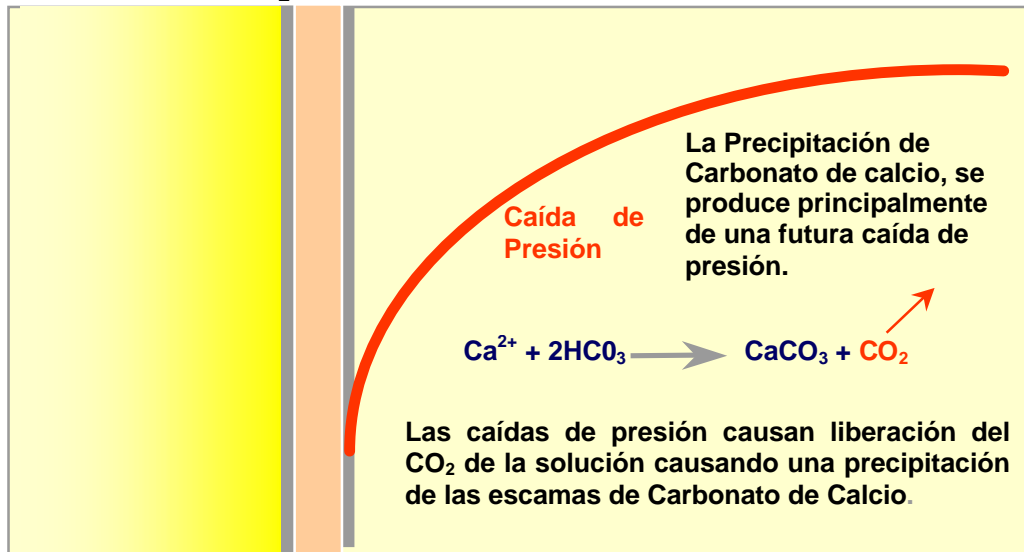 La Precipitación de
Carbonato de calcio, se
produce principalmente
de una futura caída de
presión.
Caída de
Presión
Ca²⁺ + 2HC0₃ CaCO₃ + CO₂
Las caídas de presión causan liberación del
CO₂ de la solución causando una precipitación
de las escamas de Carbonato de Calcio.